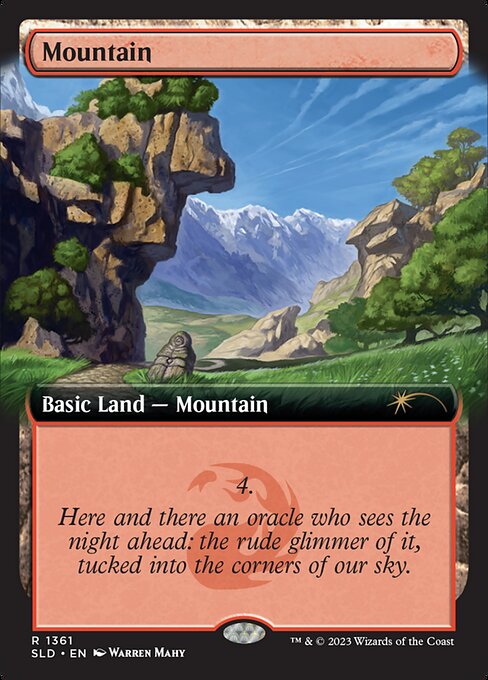 Mountain
Basic Land — Mountain
4.
Here and there an oracle who sees the
night ahead: the rude glimmer of it,
tucked into the corners of our sky.
R 1361
SLD • EN Warren Mahy
™ & © 2023 Wizards of the Coast